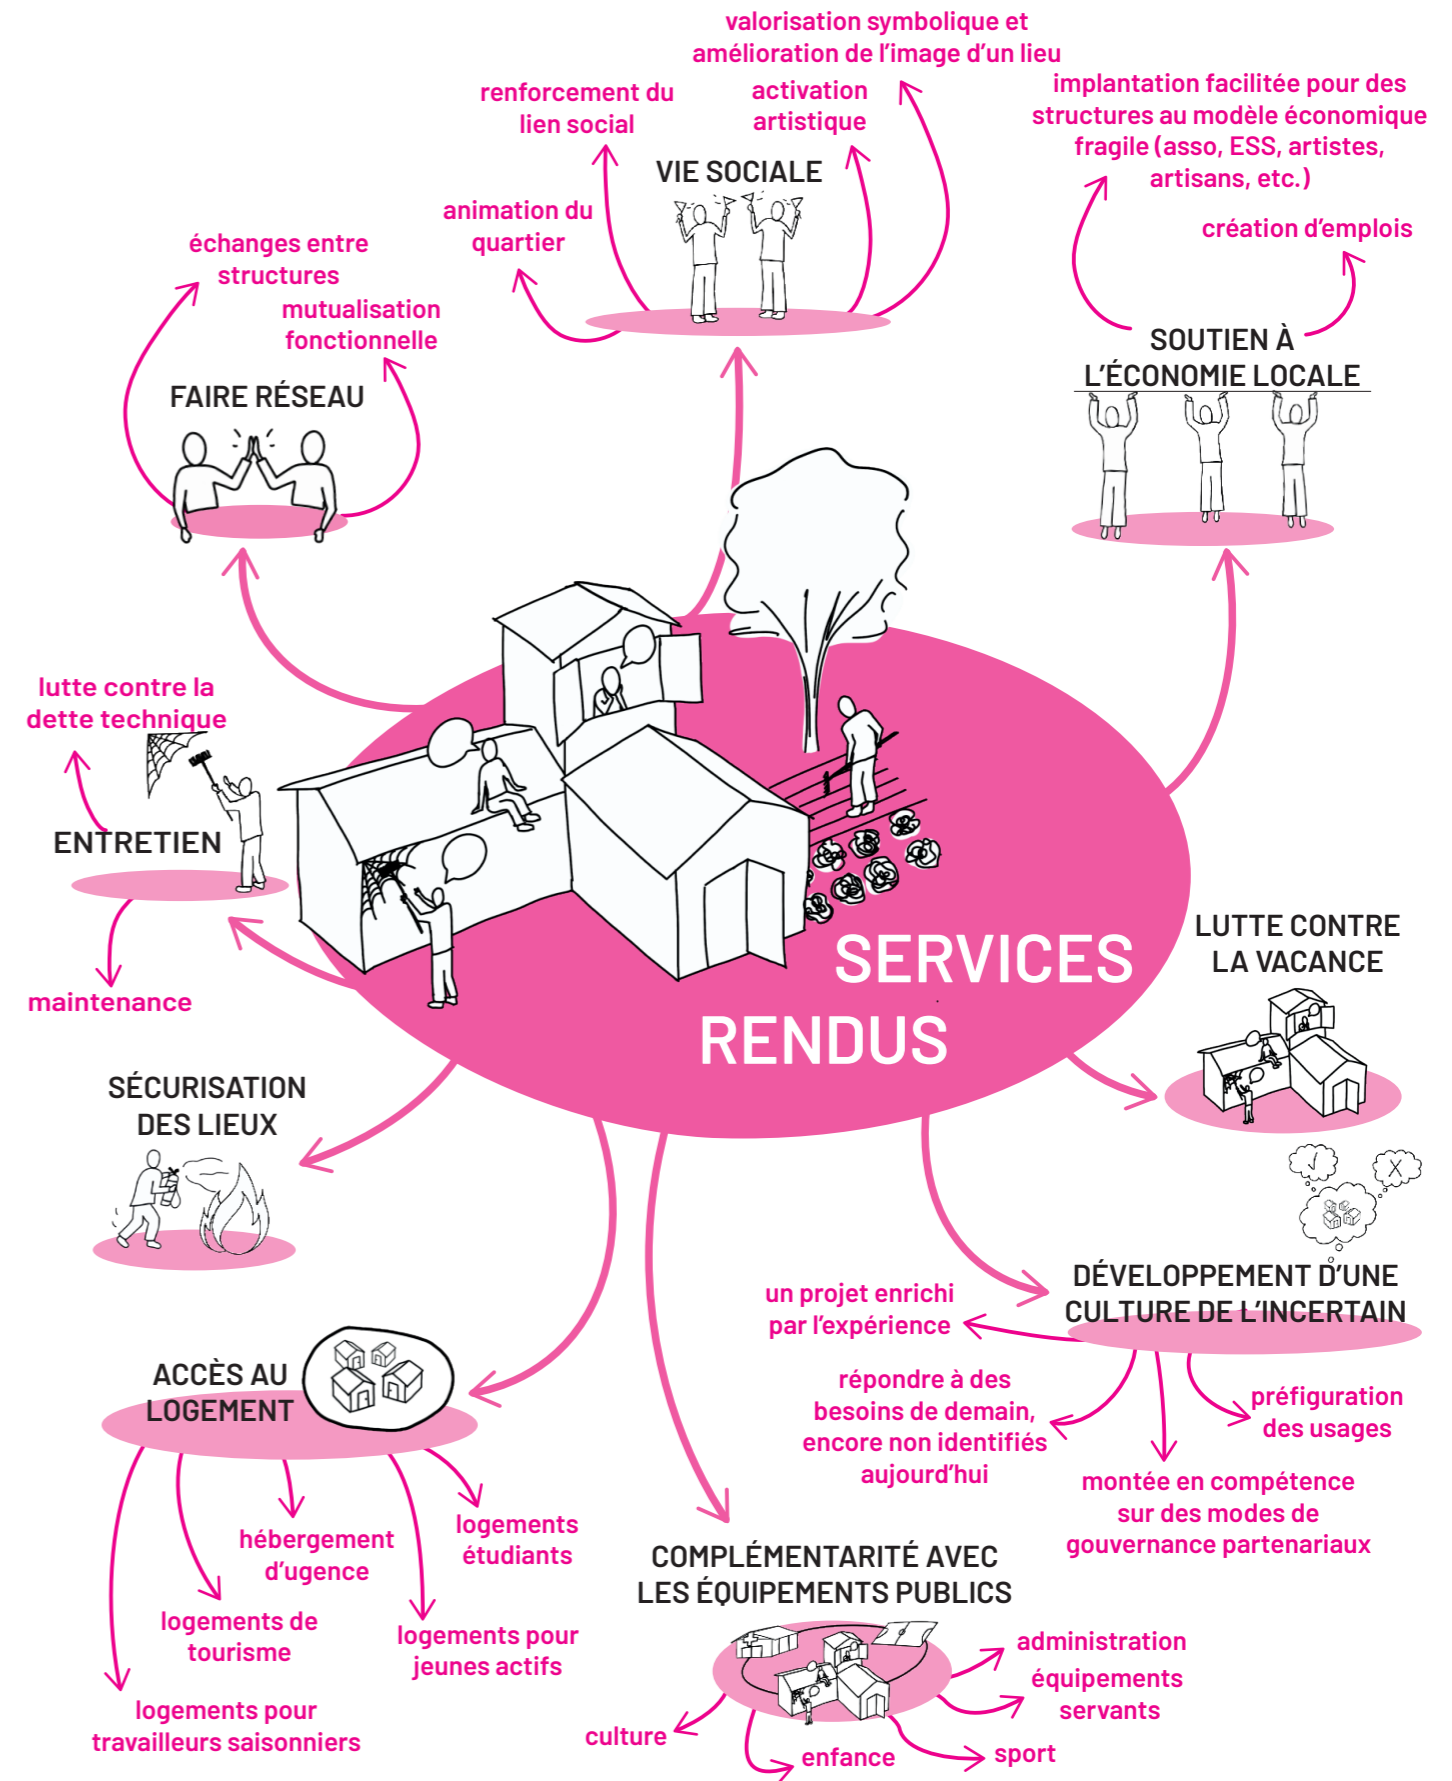 valorisation symbolique et
amélioration de l'image d'un lieu
renforcement du
lien social
activation
artistique
animation du
quartier
VIE SOCIALE
implantation facilitée pour des
structures au modèle économique
fragile (asso, ESS, artistes,
artisans, etc.)
création d'emplois
SOUTIEN À
L'ÉCONOMIE LOCALE
échanges entre
structures
mutualisation
fonctionnelle
FAIRE RÉSEAU
lutte contre la
dette technique
ENTRETIEN
maintenance
SERVICES
RENDUS
LUTTE CONTRE
LA VACANCE
SÉCURISATION
DES LIEUX
DÉVELOPPEMENT D'UNE
CULTURE DE L'INCERTAIN
un projet enrichi
par l'expérience
répondre à des
besoins de demain,
encore non identifiés
aujourd'hui
préfiguration
des usages
montée en compétence
sur des modes de
gouvernance partenariaux
ACCÈS AU
LOGEMENT
logements
étudiants
hébergement
d'ugence
logements de
tourisme
logements pour
jeunes actifs
logements pour
travailleurs saisonniers
COMPLÉMENTARITÉ AVEC
LES ÉQUIPEMENTS PUBLICS
administration
équipements
servants
culture
enfance
sport